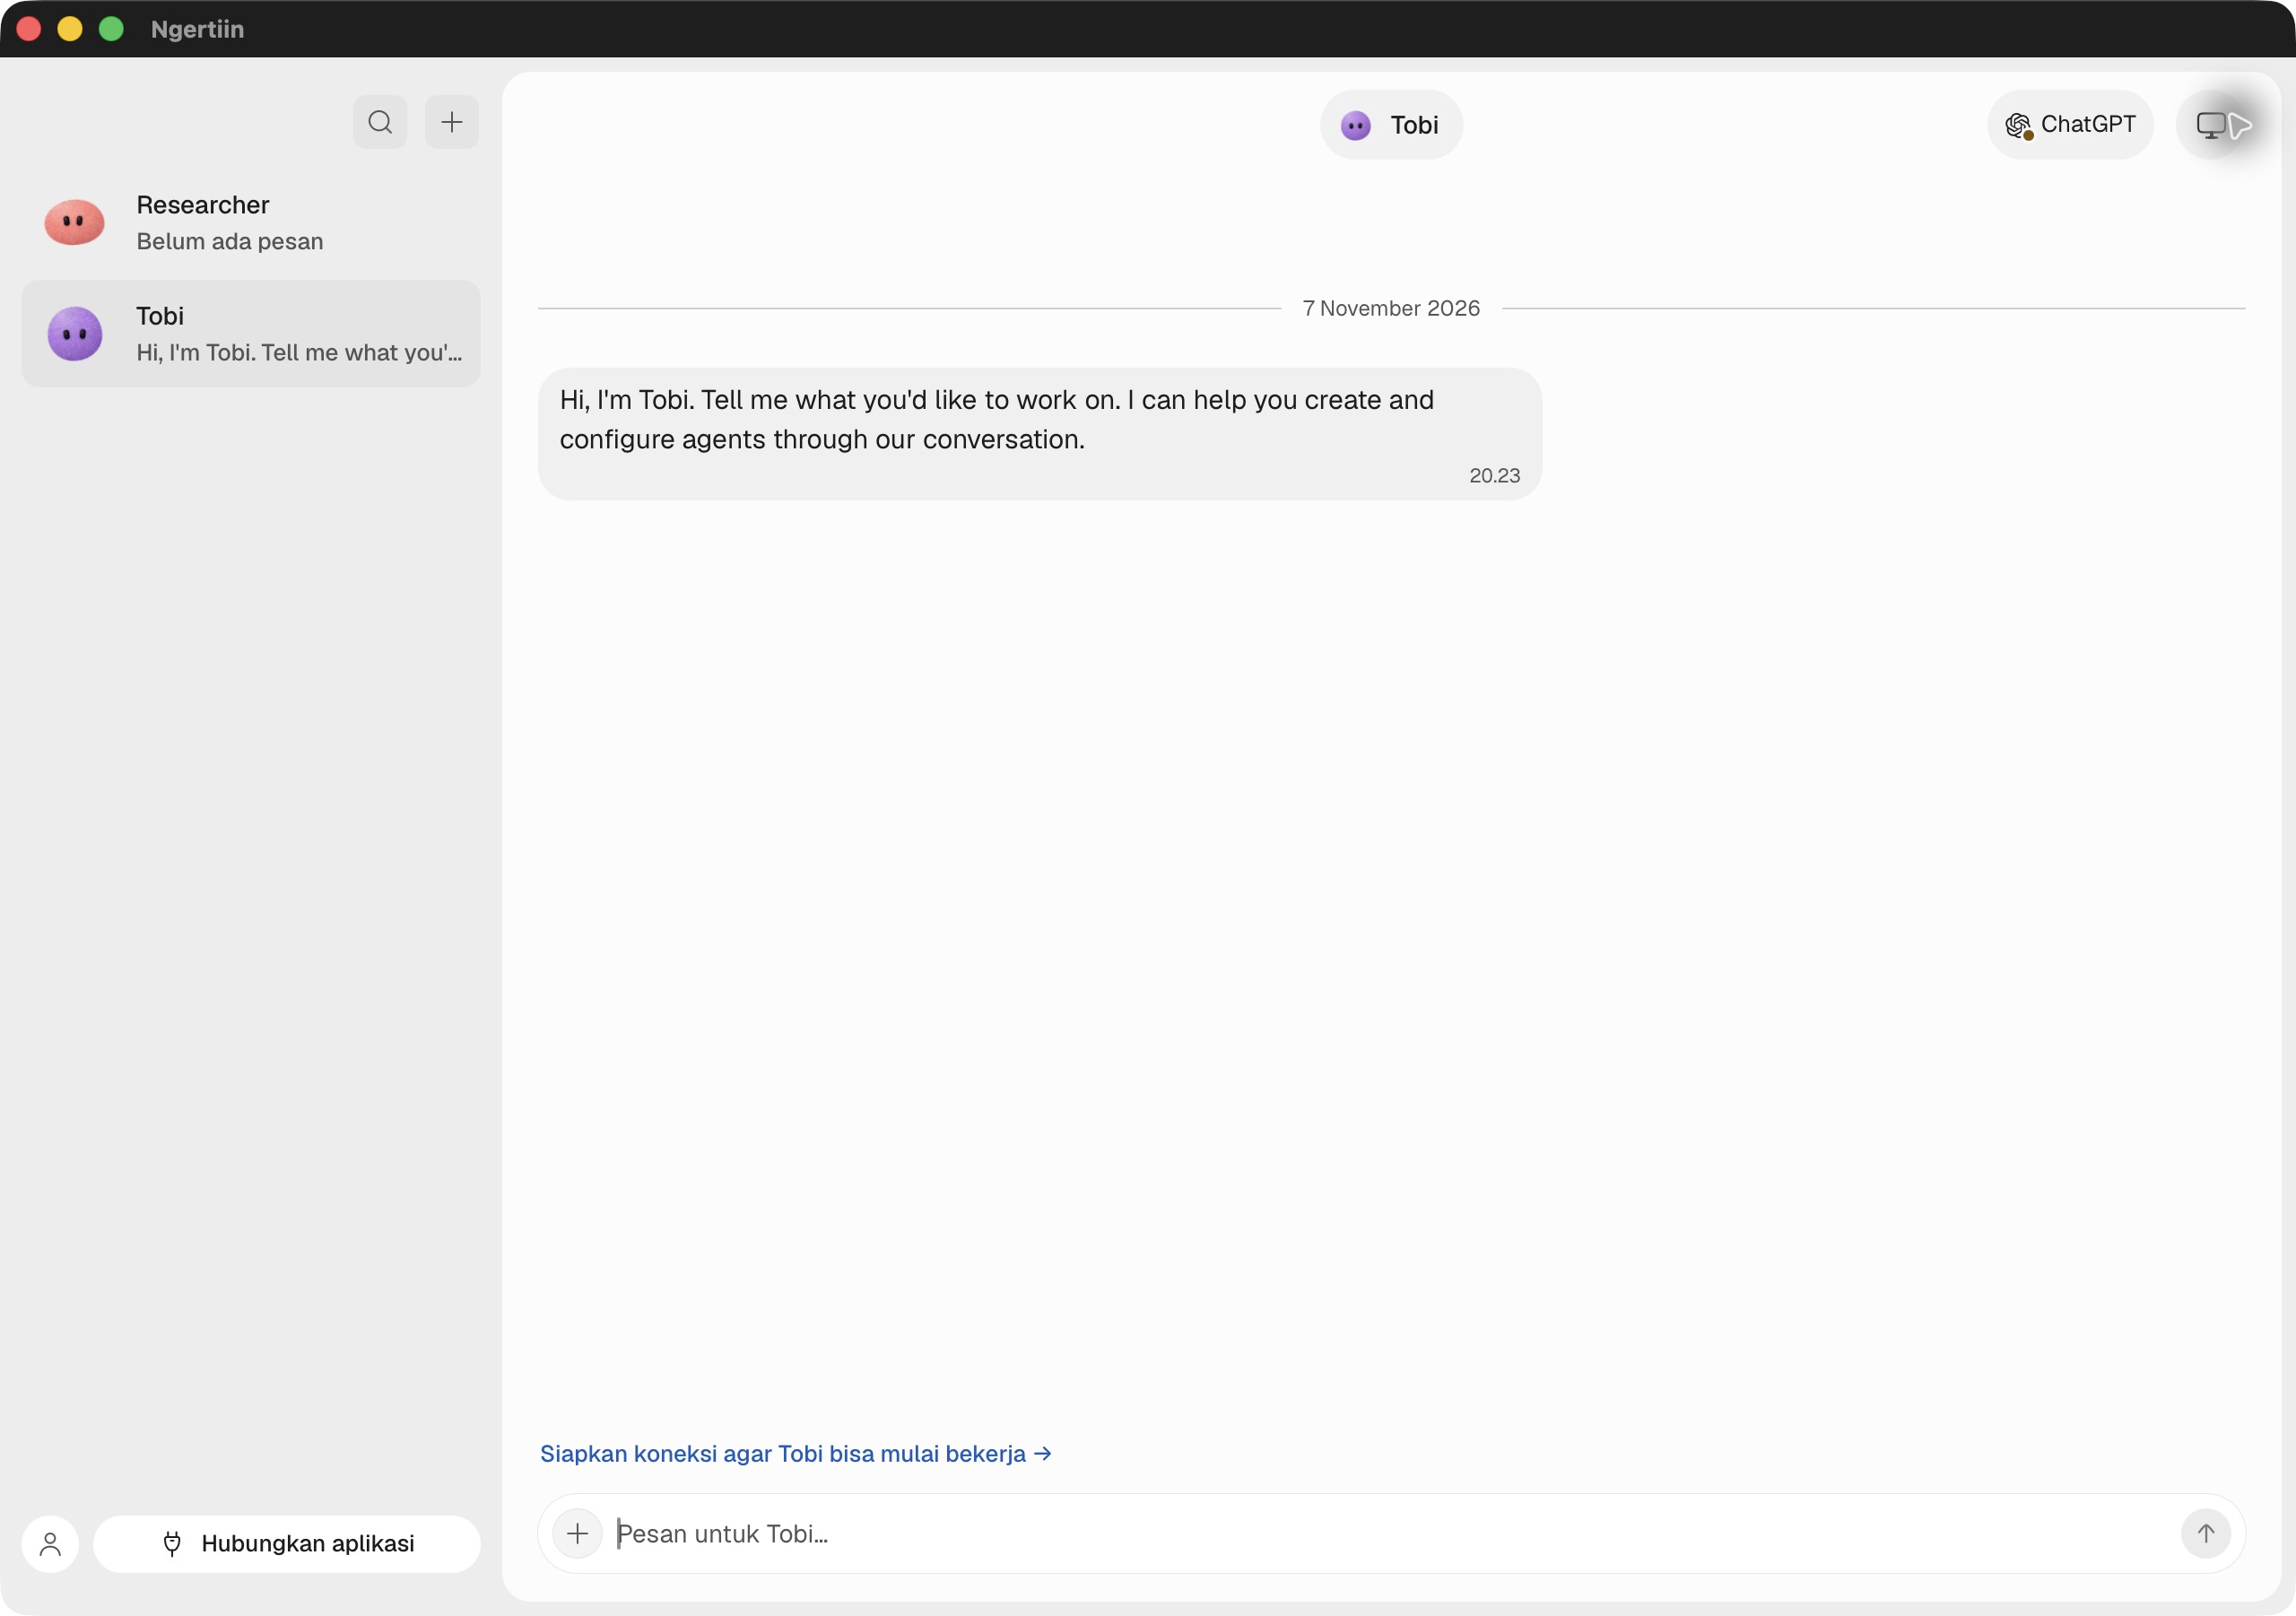 Ngertiin
Researcher
Belum ada pesan
Tobi
Hi, I'm Tobi. Tell me what you'...
Hubungkan aplikasi
Tobi
ChatGPT
7 November 2026
Hi, I'm Tobi. Tell me what you'd like to work on. I can help you create and
configure agents through our conversation.
20.23
Siapkan koneksi agar Tobi bisa mulai bekerja →
Pesan untuk Tobi...